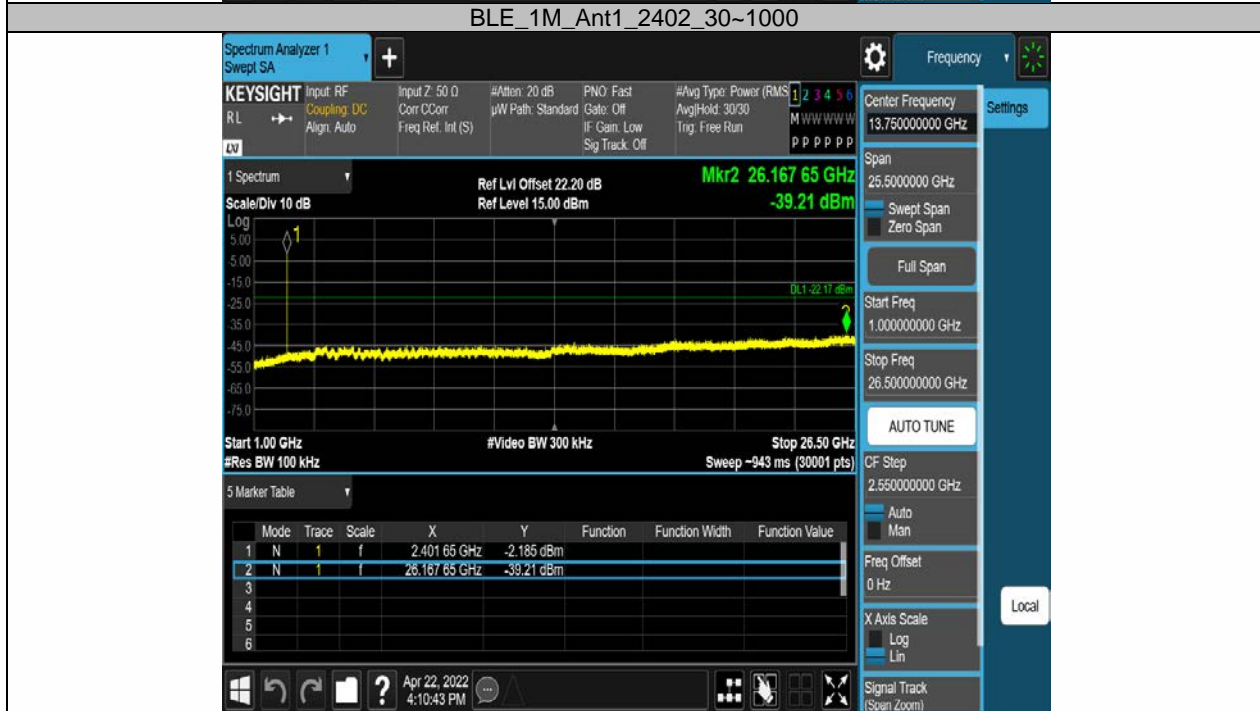 BLE_1M_Ant1_2402_30~1000
Spectrum Analyzer 1
Swept SA
Frequency
KEYSIGHT
RL
LXI
Input: RF
Coupling: DC
Align: Auto
Input Z: 50 Ω
Corr CCorr
Freq Ref: Int (S)
#Atten: 20 dB
µW Path: Standard
PNO: Fast
Gate: Off
IF Gain: Low
Sig Track: Off
#Avg Type: Power (RMS
Avg|Hold: 30/30
Trig: Free Run
1 2 3 4 5 6
M W W W W W
P P P P P P
1 Spectrum
Scale/Div 10 dB
Ref Lvl Offset 22.20 dB
Ref Level 15.00 dBm
Mkr2 26.167 65 GHz
-39.21 dBm
Log
5.00
-5.00
-15.0
-25.0
-35.0
-45.0
-55.0
-65.0
-75.0
1
DL1 -22.17 dBm
2
Start 1.00 GHz
#Res BW 100 kHz
#Video BW 300 kHz
Stop 26.50 GHz
Sweep ~943 ms (30001 pts)
5 Marker Table
Mode Trace Scale X Y Function Function Width Function Value
1 N 1 f 2.401 65 GHz -2.185 dBm
2 N 1 f 26.167 65 GHz -39.21 dBm
3
4
5
6
Center Frequency
13.750000000 GHz
Settings
Span
25.5000000 GHz
Swept Span
Zero Span
Full Span
Start Freq
1.000000000 GHz
Stop Freq
26.500000000 GHz
AUTO TUNE
CF Step
2.550000000 GHz
Auto
Man
Freq Offset
0 Hz
X Axis Scale
Log
Lin
Local
Signal Track
(Span Zoom)
?
Apr 22, 2022
4:10:43 PM